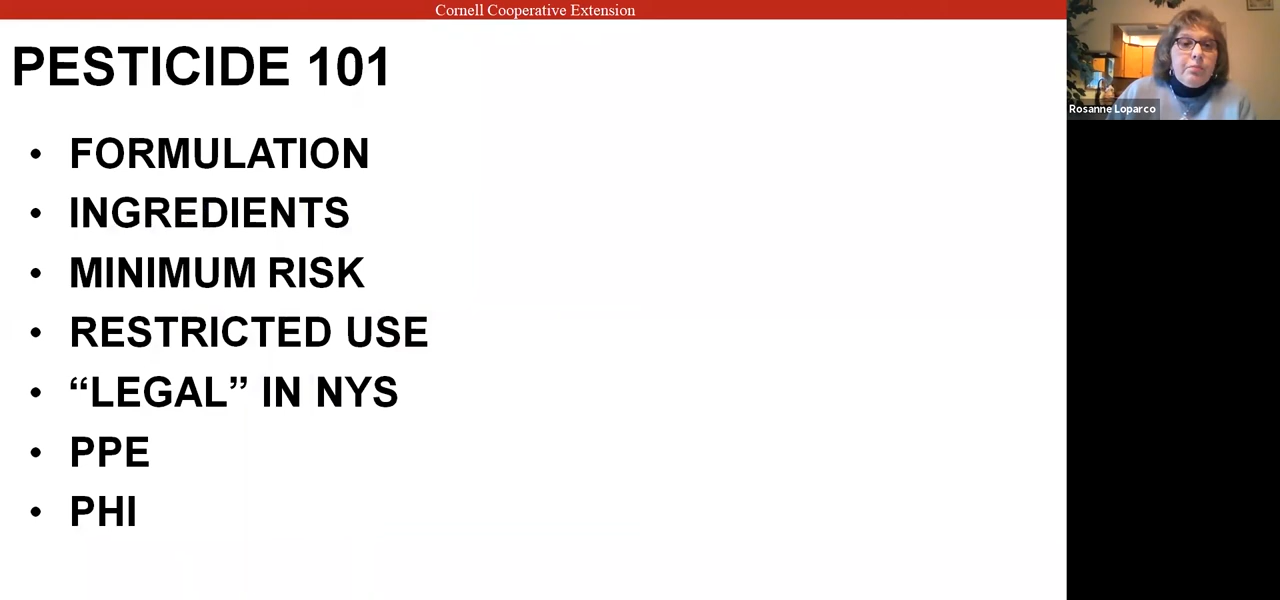 Cornell Cooperative Extension
PESTICIDE 101
• FORMULATION
• INGREDIENTS
• MINIMUM RISK
• RESTRICTED USE
• “LEGAL” IN NYS
• PPE
• PHI
Rosanne Loparco